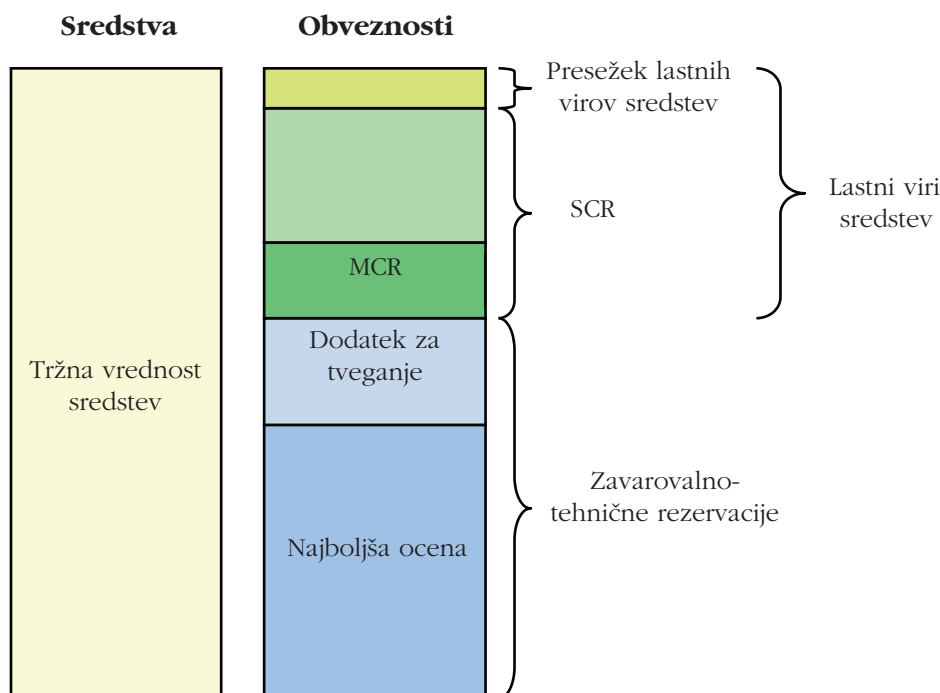 Sredstva
Obveznosti
Presežek lastnih
virov sredstev
SCR
Lastni viri
sredstev
MCR
Dodatek za
tveganje
Tržna vrednost
sredstev
Zavarovalno-
tehnične rezervacije
Najboljša ocena